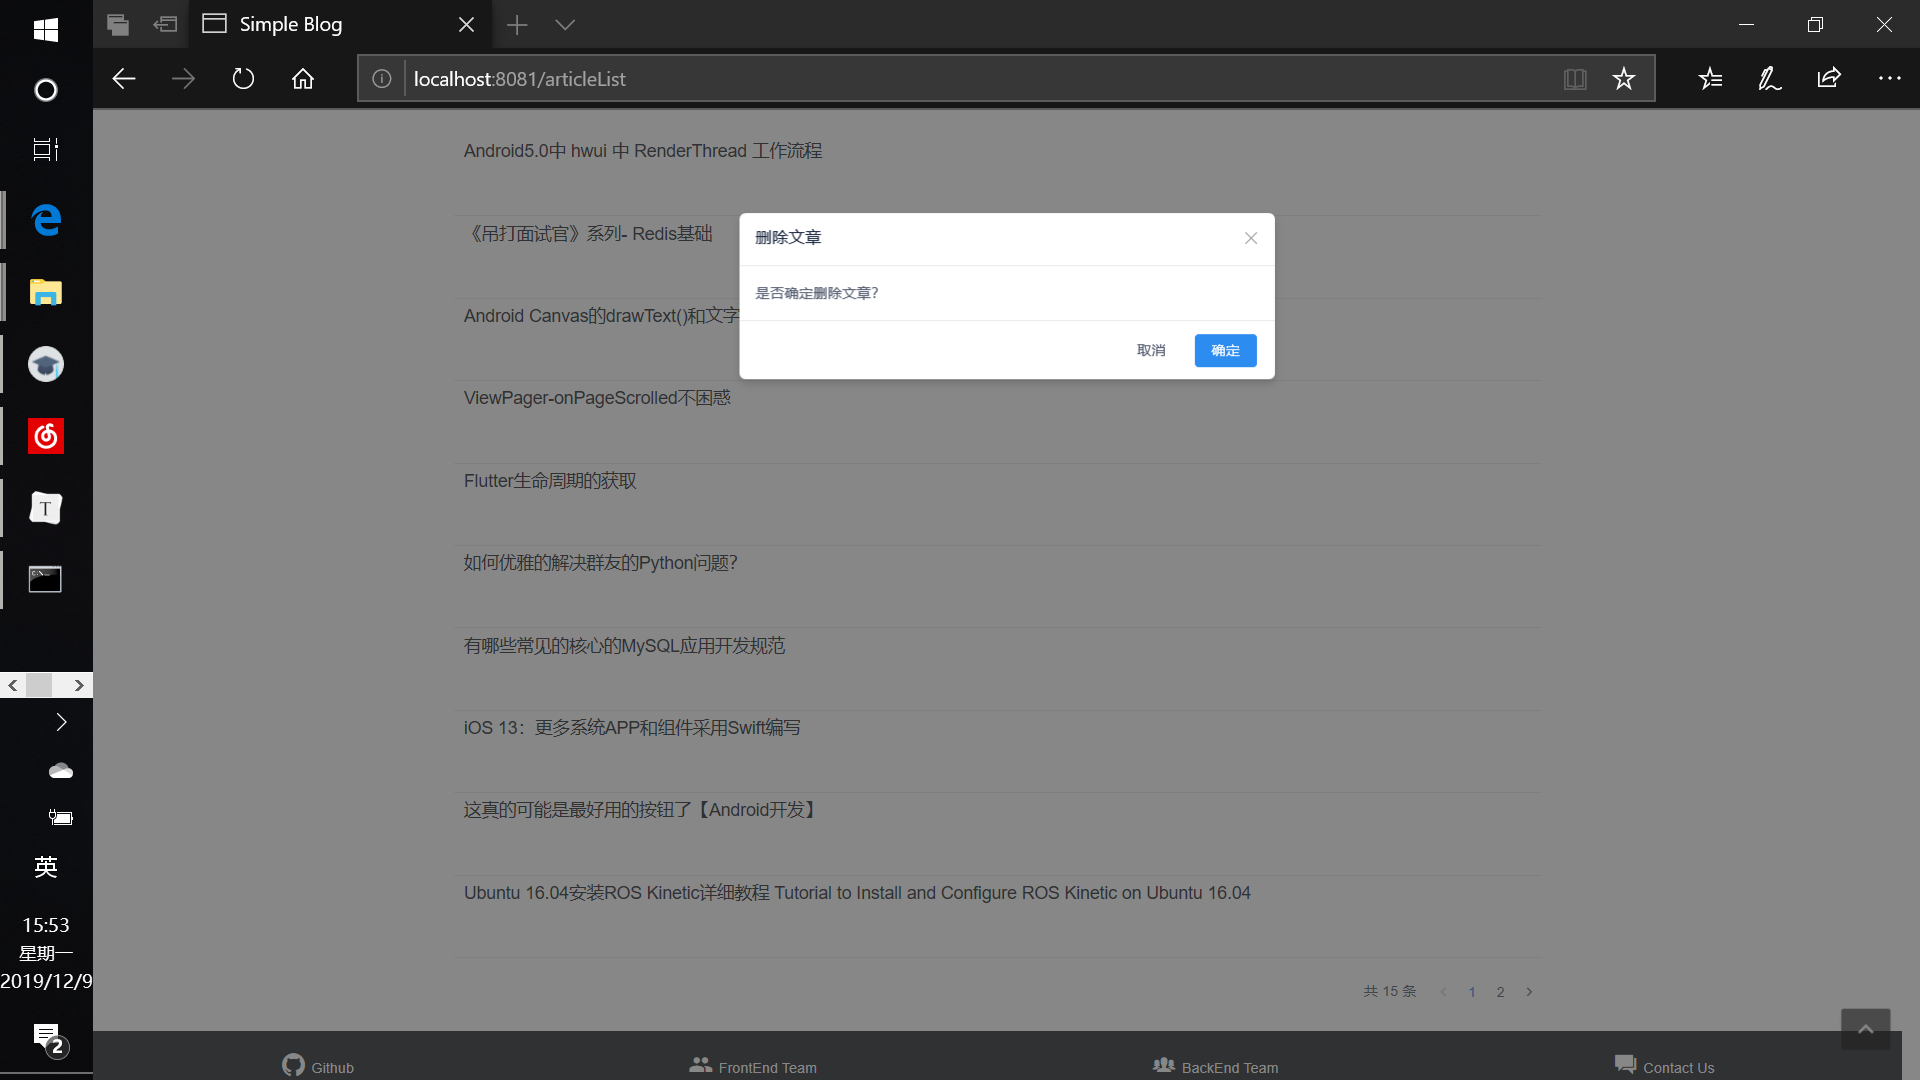 Simple Blog
localhost:8081/articleList
Android5.0中 hwui 中 RenderThread 工作流程
《吊打面试官》系列- Redis基础
Android Canvas的drawText()和文字
ViewPager-onPageScrolled不困惑
Flutter生命周期的获取
如何优雅的解决群友的Python问题?
有哪些常见的核心的MySQL应用开发规范
iOS 13：更多系统APP和组件采用Swift编写
这真的可能是最好用的按钮了【Android开发】
Ubuntu 16.04安装ROS Kinetic详细教程 Tutorial to Install and Configure ROS Kinetic on Ubuntu 16.04
删除文章
是否确定删除文章?
取消 确定
共 15 条 1 2
Github FrontEnd Team BackEnd Team Contact Us
T
C:\
英
15:53
星期一
2019/12/9
2